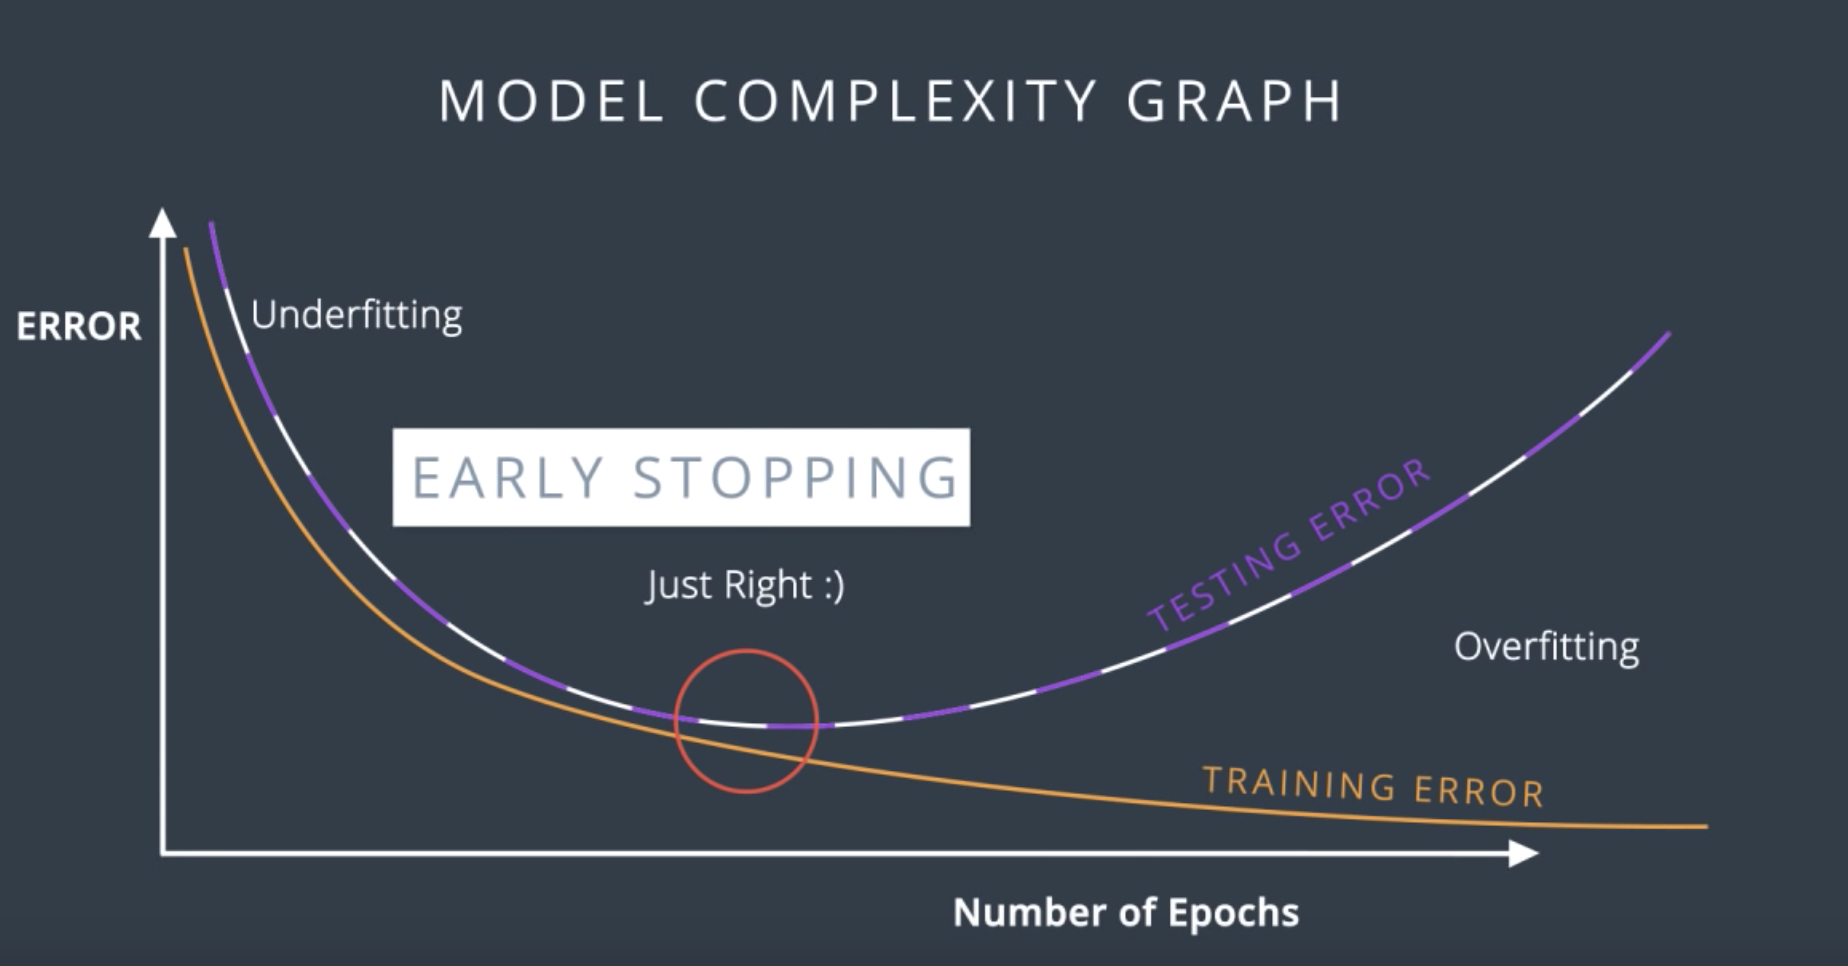 MODEL COMPLEXITY GRAPH
Underfitting
ERROR
EARLY STOPPING
Just Right :)
TESTING ERROR
Overfitting
TRAINING ERROR
Number of Epochs